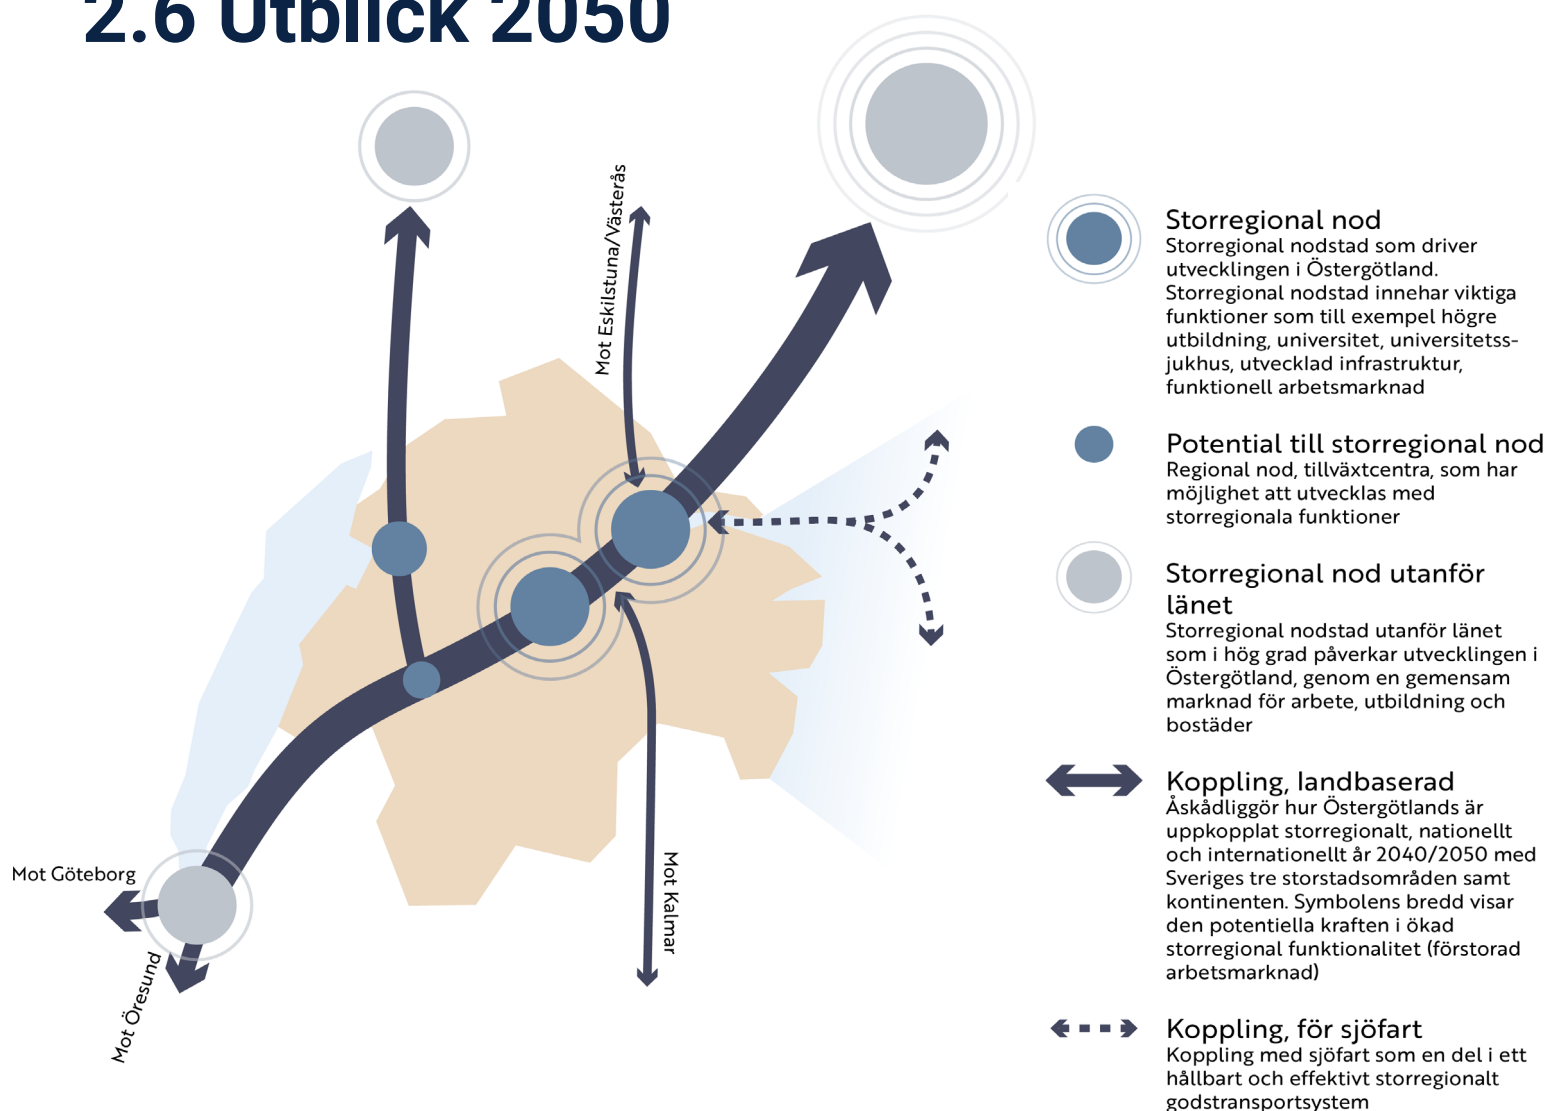 2.6 Utblick 2050
Mot Eskilstuna/Västerås
Mot Göteborg
Mot Öresund
Mot Kalmar
Storregional nod
Storregional nodstad som driver
utvecklingen i Östergötland.
Storregional nodstad innehar viktiga
funktioner som till exempel högre
utbildning, universitet, universitetss-
jukhus, utvecklad infrastruktur,
funktionell arbetsmarknad
Potential till storregional nod
Regional nod, tillväxtcentra, som har
möjlighet att utvecklas med
storregionala funktioner
Storregional nod utanför
länet
Storregional nodstad utanför länet
som i hög grad påverkar utvecklingen i
Östergötland, genom en gemensam
marknad för arbete, utbildning och
bostäder
Koppling, landbaserad
Åskådliggör hur Östergötlands är
uppkopplat storregionalt, nationellt
och internationellt år 2040/2050 med
Sveriges tre storstadsområden samt
kontinenten. Symbolens bredd visar
den potentiella kraften i ökad
storregional funktionalitet (förstorad
arbetsmarknad)
Koppling, för sjöfart
Koppling med sjöfart som en del i ett
hållbart och effektivt storregionalt
godstransportsystem